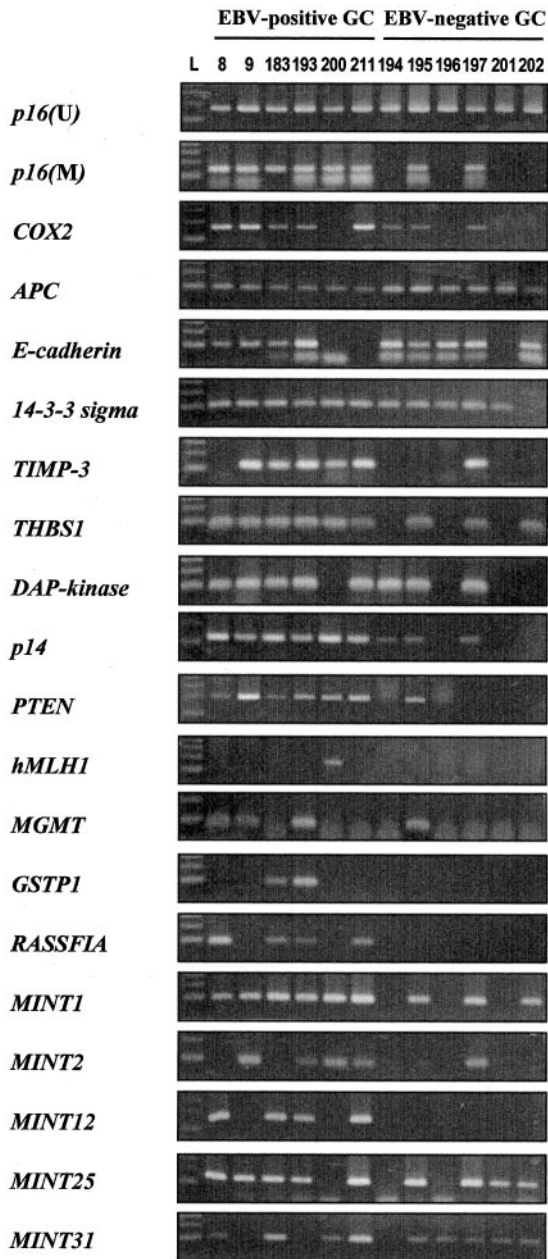 EBV-positive GC EBV-negative GC
L 8 9 183 193 200 211 194 195 196 197 201 202
p16(U)
p16(M)
COX2
APC
E-cadherin
14-3-3 sigma
TIMP-3
THBS1
DAP-kinase
p14
PTEN
hMLH1
MGMT
GSTP1
RASSFIA
MINT1
MINT2
MINT12
MINT25
MINT31